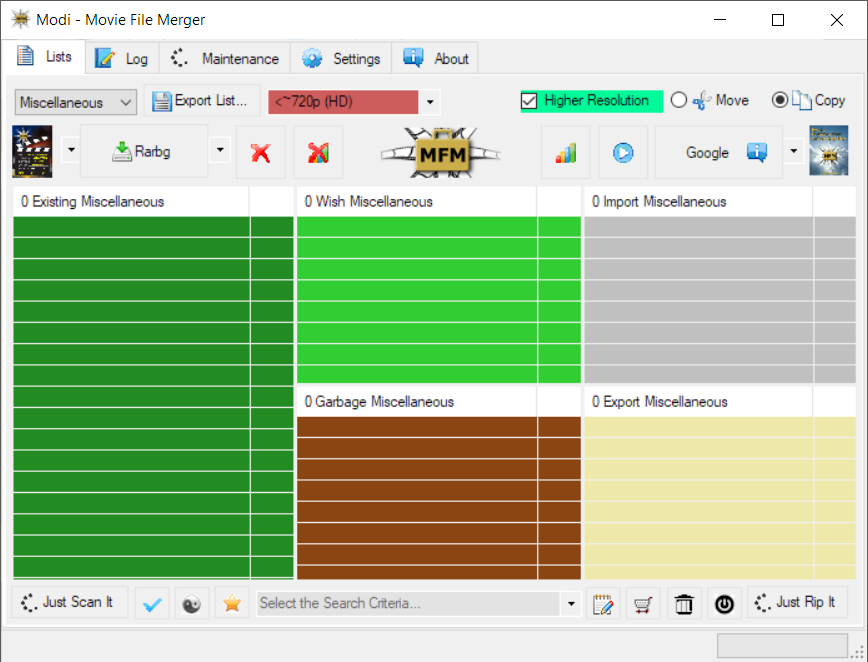 Modi - Movie File Merger
Lists Log Maintenance Settings About
Miscellaneous Export List... <~720p (HD) Higher Resolution Move Copy
Rarbg MFM Google
0 Existing Miscellaneous 0 Wish Miscellaneous 0 Import Miscellaneous
0 Garbage Miscellaneous 0 Export Miscellaneous
Just Scan It Select the Search Criteria... Just Rip It